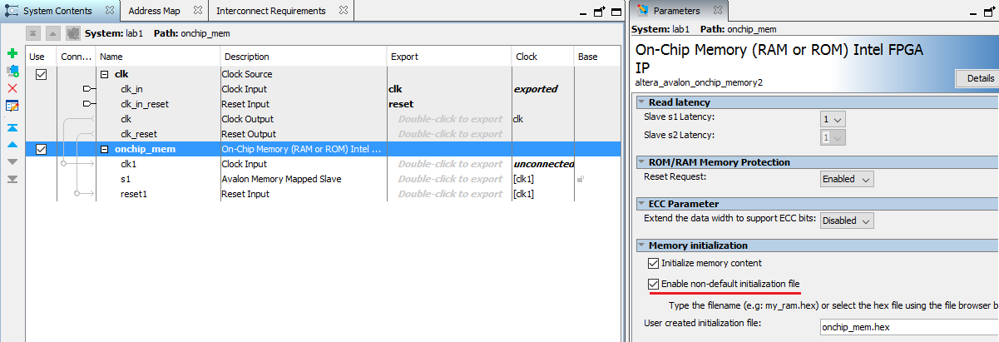 System Contents Address Map Interconnect Requirements
System: lab1 Path: onchip_mem
Use Conn... Name Description Export Clock Base
clk Clock Source
clk_in Clock Input clk exported
clk_in_reset Reset Input reset
clk Clock Output Double-click to export clk
clk_reset Reset Output Double-click to export
onchip_mem On-Chip Memory (RAM or ROM) Intel ...
clk1 Clock Input Double-click to export unconnected
s1 Avalon Memory Mapped Slave Double-click to export [clk1]
reset1 Reset Input Double-click to export [clk1]
Parameters
System: lab1 Path: onchip_mem
On-Chip Memory (RAM or ROM) Intel FPGA
IP
altera_avalon_onchip_memory2
Details
Read latency
Slave s1 Latency: 1
Slave s2 Latency: 1
ROM/RAM Memory Protection
Reset Request: Enabled
ECC Parameter
Extend the data width to support ECC bits: Disabled
Memory initialization
Initialize memory content
Enable non-default initialization file
Type the filename (e.g: my_ram.hex) or select the hex file using the file browser b
User created initialization file: onchip_mem.hex